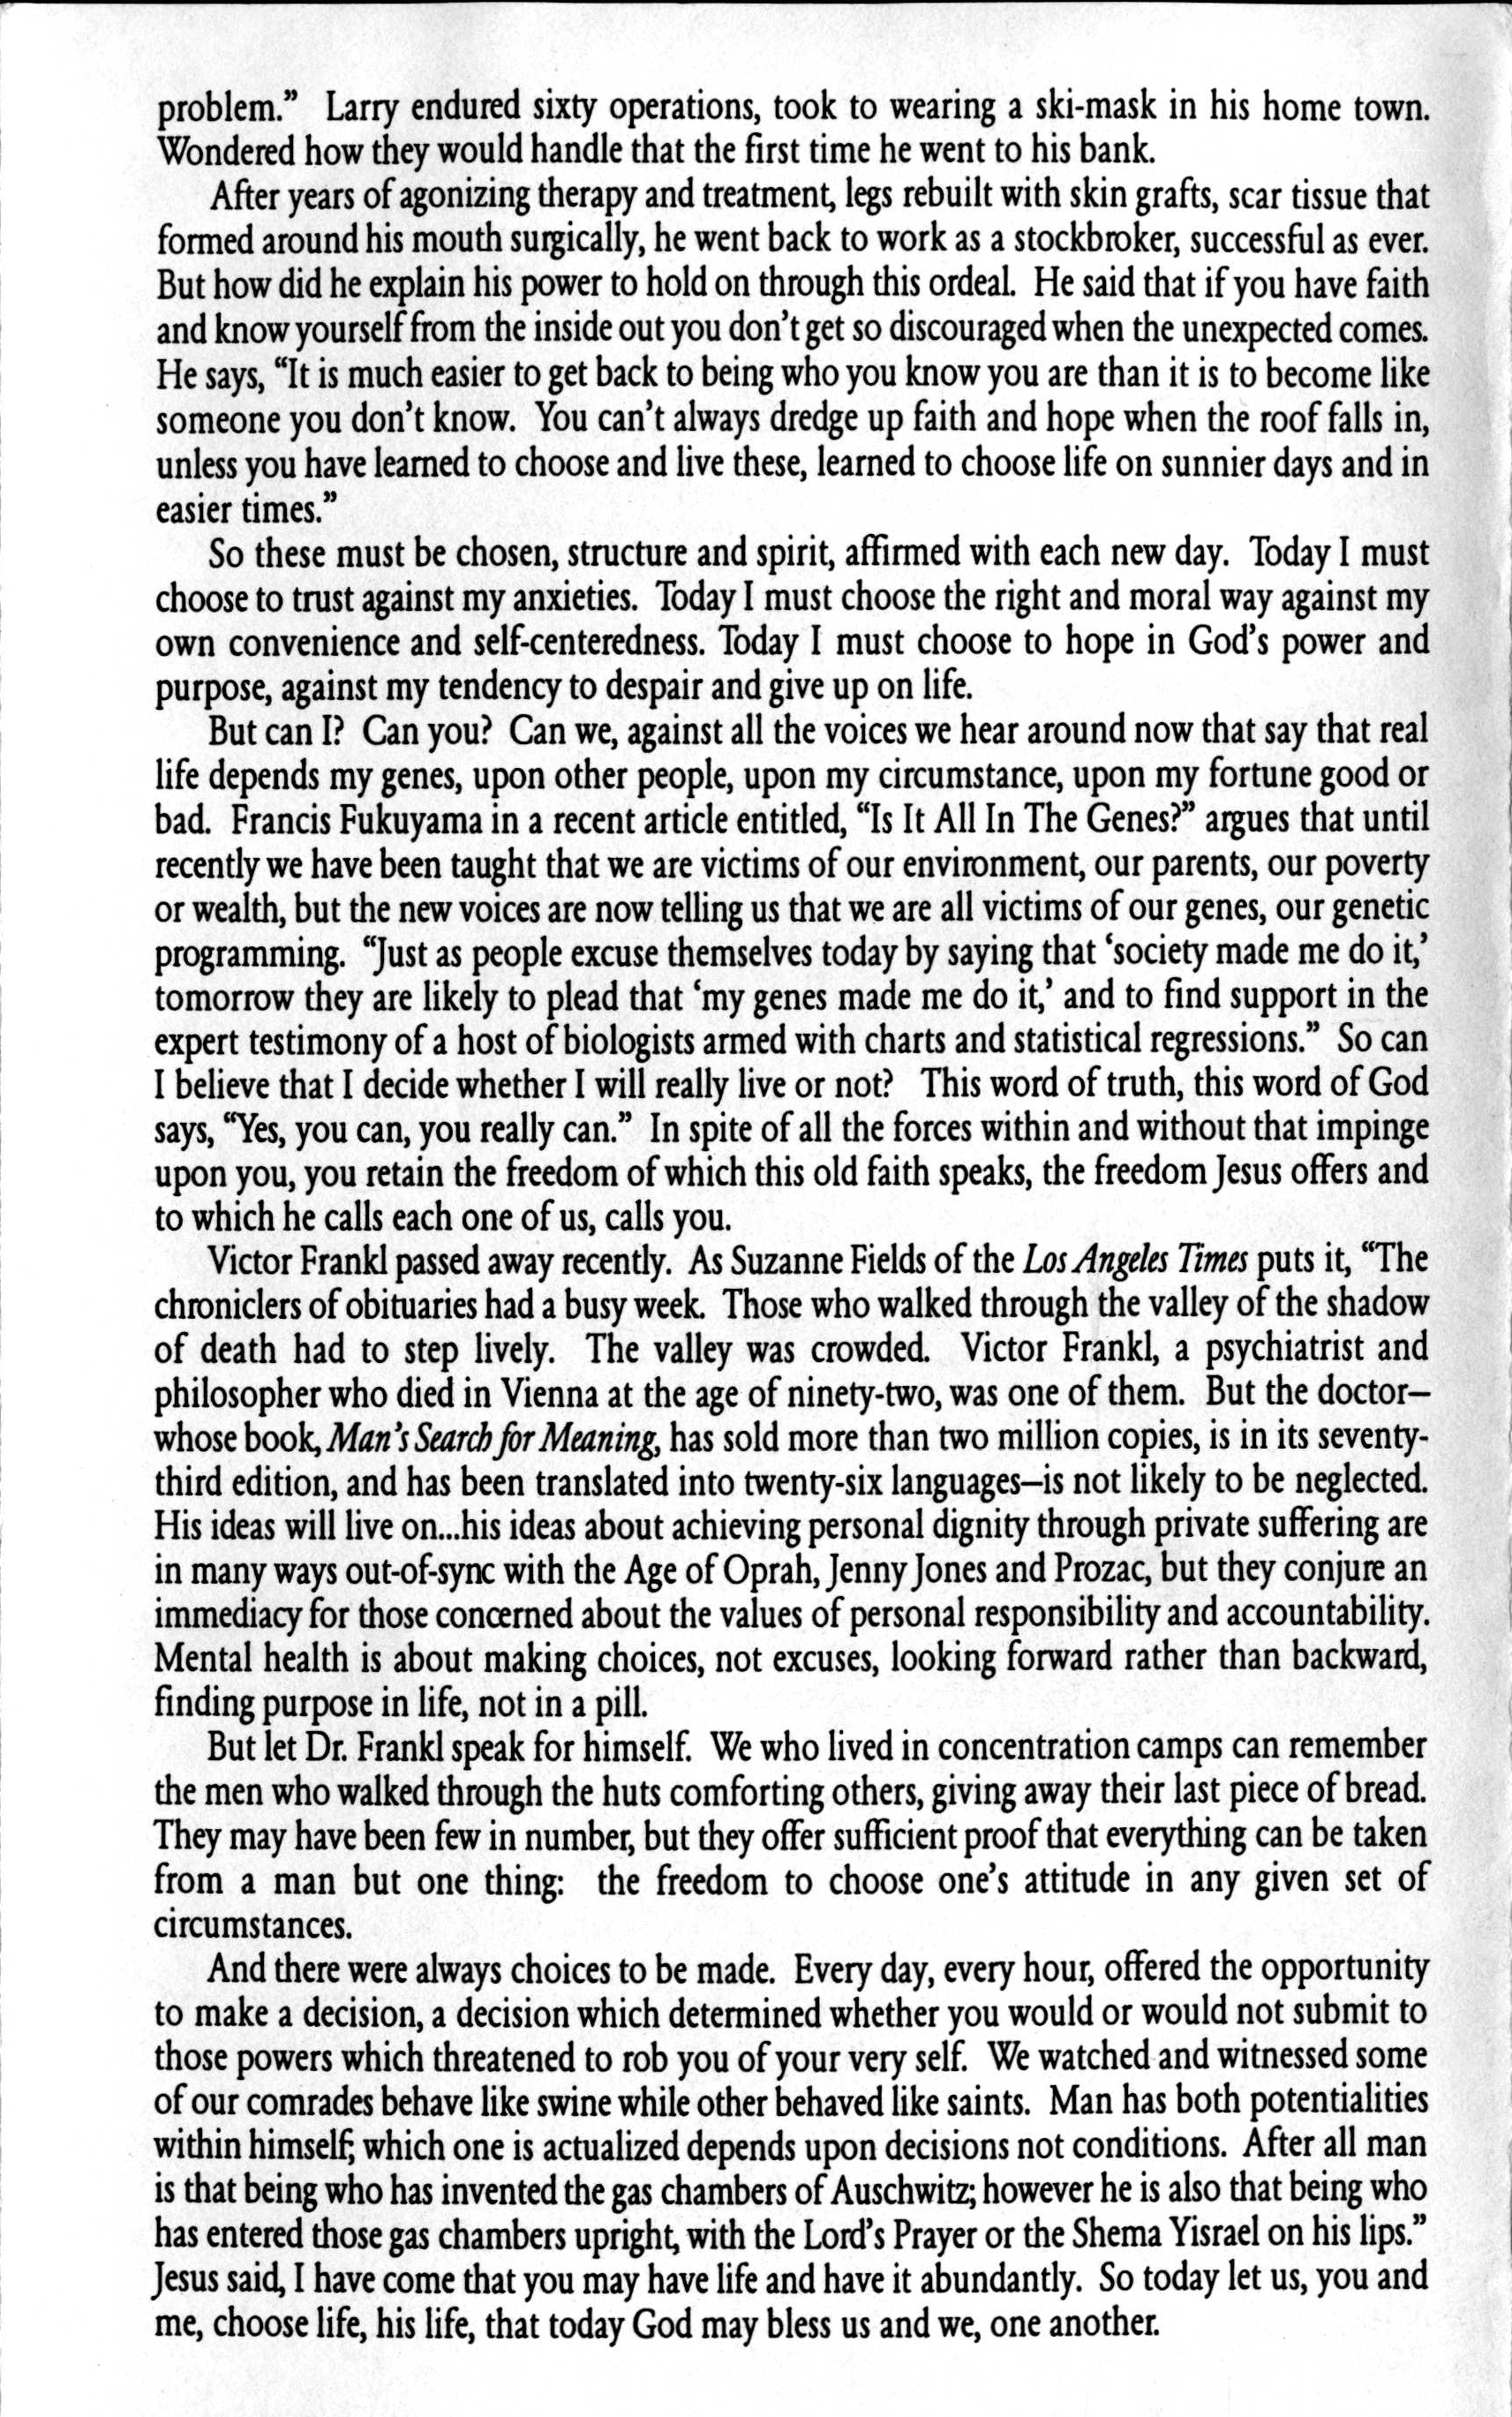 problem.” Larry endured sixty operations, took to wearing a ski-mask in his home town.
Wondered how they would handle that the first time he went to his bank.
After years of agonizing therapy and treatment, legs rebuilt with skin grafts, scar tissue that
formed around his mouth surgically, he went back to work as a stockbroker, successful as ever.
But how did he explain his power to hold on through this ordeal. He said that if you have faith
and know yourself from the inside out you don’t get so discouraged when the unexpected comes.
He says, “It is much easier to get back to being who you know you are than it is to become like
someone you don’t know. You can’t always dredge up faith and hope when the roof falls in,
unless you have learned to choose and live these, learned to choose life on sunnier days and in
easier times.”
So these must be chosen, structure and spirit, affirmed with each new day. Today I must
choose to trust against my anxieties. Today I must choose the right and moral way against my
own convenience and self-centeredness. Today I must choose to hope in God’s power and
purpose, against my tendency to despair and give up on life.
But can I? Can you? Can we, against all the voices we hear around now that say that real
life depends my genes, upon other people, upon my circumstance, upon my fortune good or
bad. Francis Fukuyama in a recent article entitled, “Is It All In The Genes?” argues that until
recently we have been taught that we are victims of our environment, our parents, our poverty
or wealth, but the new voices are now telling us that we are all victims of our genes, our genetic
programming. “Just as people excuse themselves today by saying that ‘society made me do it,’
tomorrow they are likely to plead that ‘my genes made me do it,’ and to find support in the
expert testimony of a host of biologists armed with charts and statistical regressions.” So can
I believe that I decide whether I will really live or not? This word of truth, this word of God
says, “Yes, you can, you really can.” In spite of all the forces within and without that impinge
upon you, you retain the freedom of which this old faith speaks, the freedom Jesus offers and
to which he calls each one of us, calls you.
Victor Frankl passed away recently. As Suzanne Fields of the Los Angeles Times puts it, “The
chroniclers of obituaries had a busy week. Those who walked through the valley of the shadow
of death had to step lively. The valley was crowded. Victor Frankl, a psychiatrist and
philosopher who died in Vienna at the age of ninety-two, was one of them. But the doctor—
whose book, Man’s Search for Meaning, has sold more than two million copies, is in its seventy-
third edition, and has been translated into twenty-six languages—is not likely to be neglected.
His ideas will live on...his ideas about achieving personal dignity through private suffering are
in many ways out-of-sync with the Age of Oprah, Jenny Jones and Prozac, but they conjure an
immediacy for those concerned about the values of personal responsibility and accountability.
Mental health is about making choices, not excuses, looking forward rather than backward,
finding purpose in life, not in a pill.
But let Dr. Frankl speak for himself. We who lived in concentration camps can remember
the men who walked through the huts comforting others, giving away their last piece of bread.
They may have been few in number, but they offer sufficient proof that everything can be taken
from a man but one thing: the freedom to choose one’s attitude in any given set of
circumstances.
And there were always choices to be made. Every day, every hour, offered the opportunity
to make a decision, a decision which determined whether you would or would not submit to
those powers which threatened to rob you of your very self. We watched and witnessed some
of our comrades behave like swine while other behaved like saints. Man has both potentialities
within himself; which one is actualized depends upon decisions not conditions. After all man
is that being who has invented the gas chambers of Auschwitz; however he is also that being who
has entered those gas chambers upright, with the Lord’s Prayer or the Shema Yisrael on his lips.”
Jesus said, I have come that you may have life and have it abundantly. So today let us, you and
me, choose life, his life, that today God may bless us and we, one another.